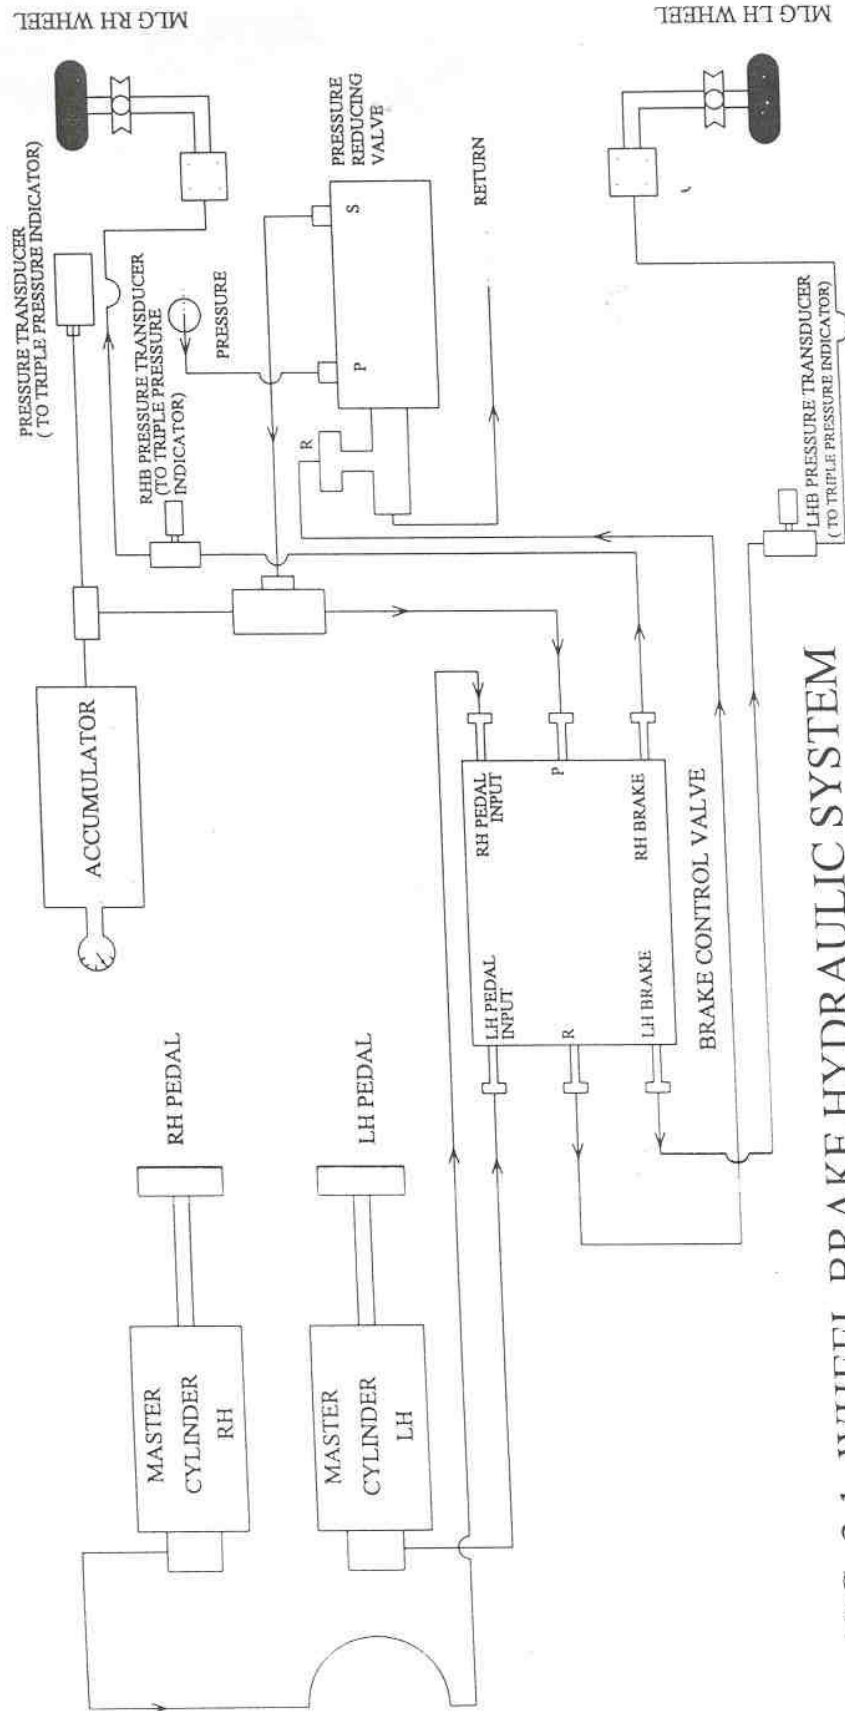 MLG RH WHEEL
PRESSURE TRANSDUCER
( TO TRIPLE PRESSURE INDICATOR)
RHB PRESSURE TRANSDUCER
(TO TRIPLE PRESSURE
INDICATOR)
PRESSURE
PRESSURE
REDUCING
VALVE
S
P
R
RETURN
MLG LH WHEEL
LHB PRESSURE TRANSDUCER
( TO TRIPLE PRESSURE INDICATOR)
ACCUMULATOR
RH PEDAL
INPUT
P
RH BRAKE
LH PEDAL
INPUT
R
LH BRAKE
BRAKE CONTROL VALVE
RH PEDAL
LH PEDAL
MASTER
CYLINDER
RH
MASTER
CYLINDER
LH
WHEEL BRAKE HYDRAULIC SYSTEM